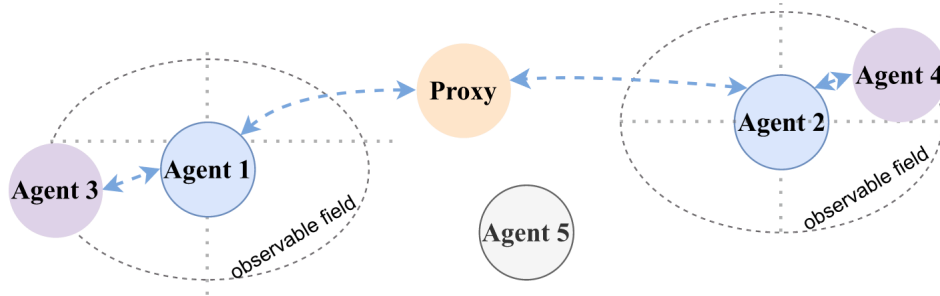 Agent 4
Proxy
Agent 2
Agent 1
Agent 3
observable field
observable field
Agent 5